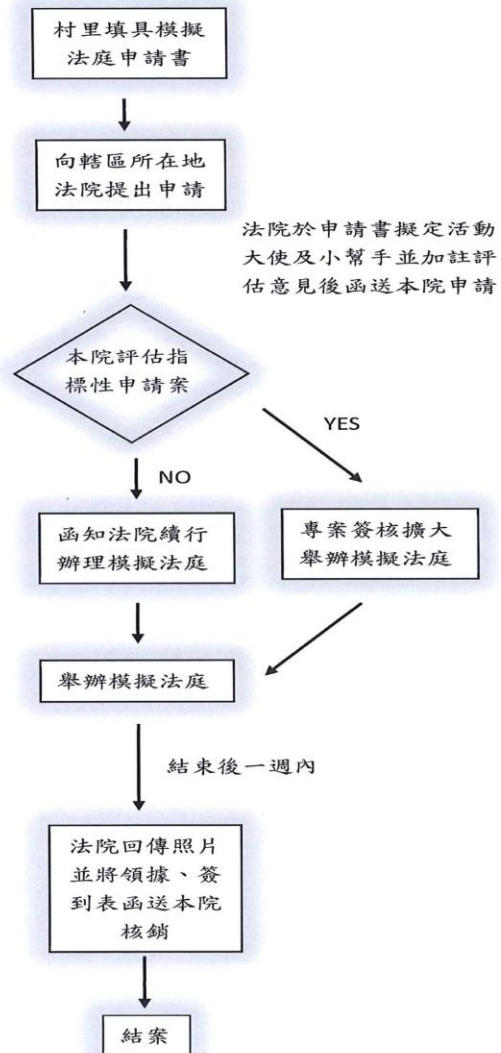 村里填具模擬
法庭申請書
向轄區所在地
法院提出申請
法院於申請書擬定活動
大使及小幫手並加註評
估意見後函送本院申請
本院評估指
標性申請案
YES
NO
函知法院續行
辦理模擬法庭
專案簽核擴大
舉辦模擬法庭
舉辦模擬法庭
結束後一週內
法院回傳照片
並將領據、簽
到表函送本院
核銷
結案